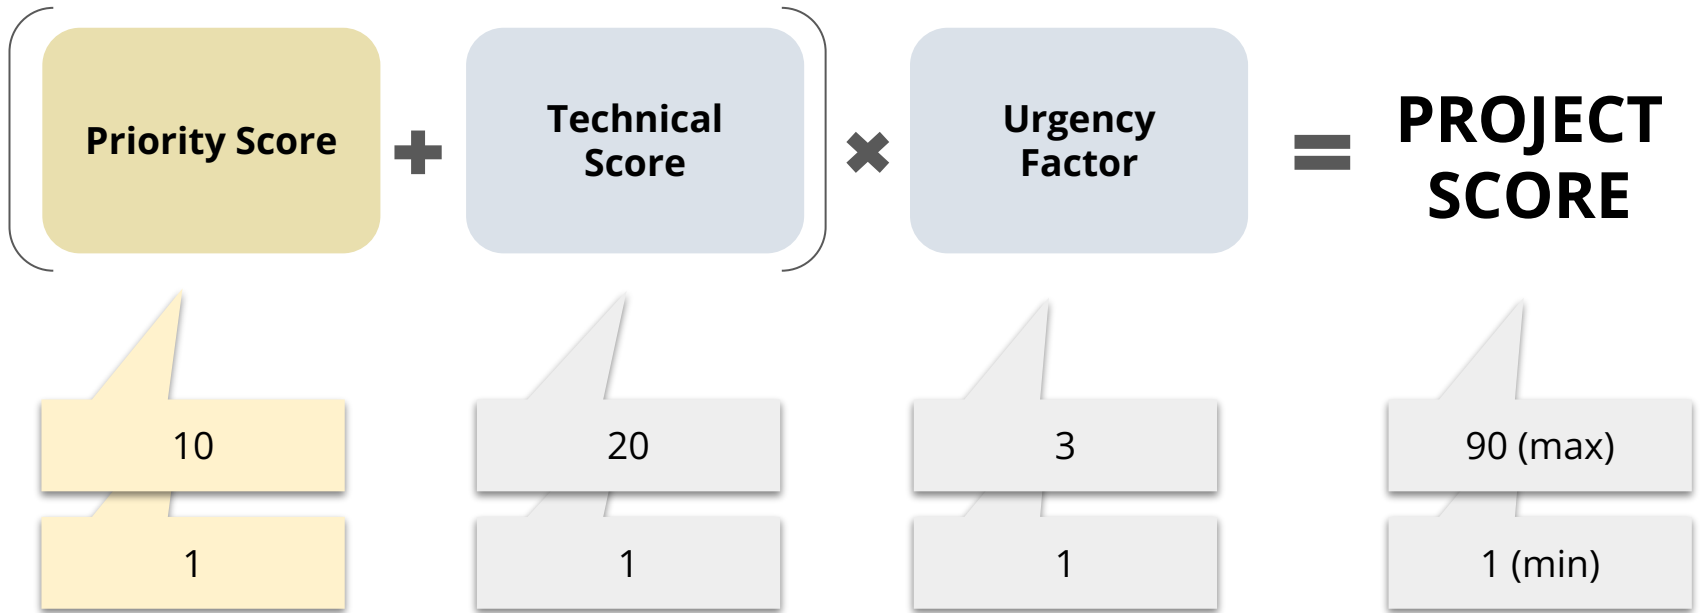 Priority Score
Technical
Score
Urgency
Factor
PROJECT
SCORE
10
20
3
90 (max)
1
1
1
1 (min)